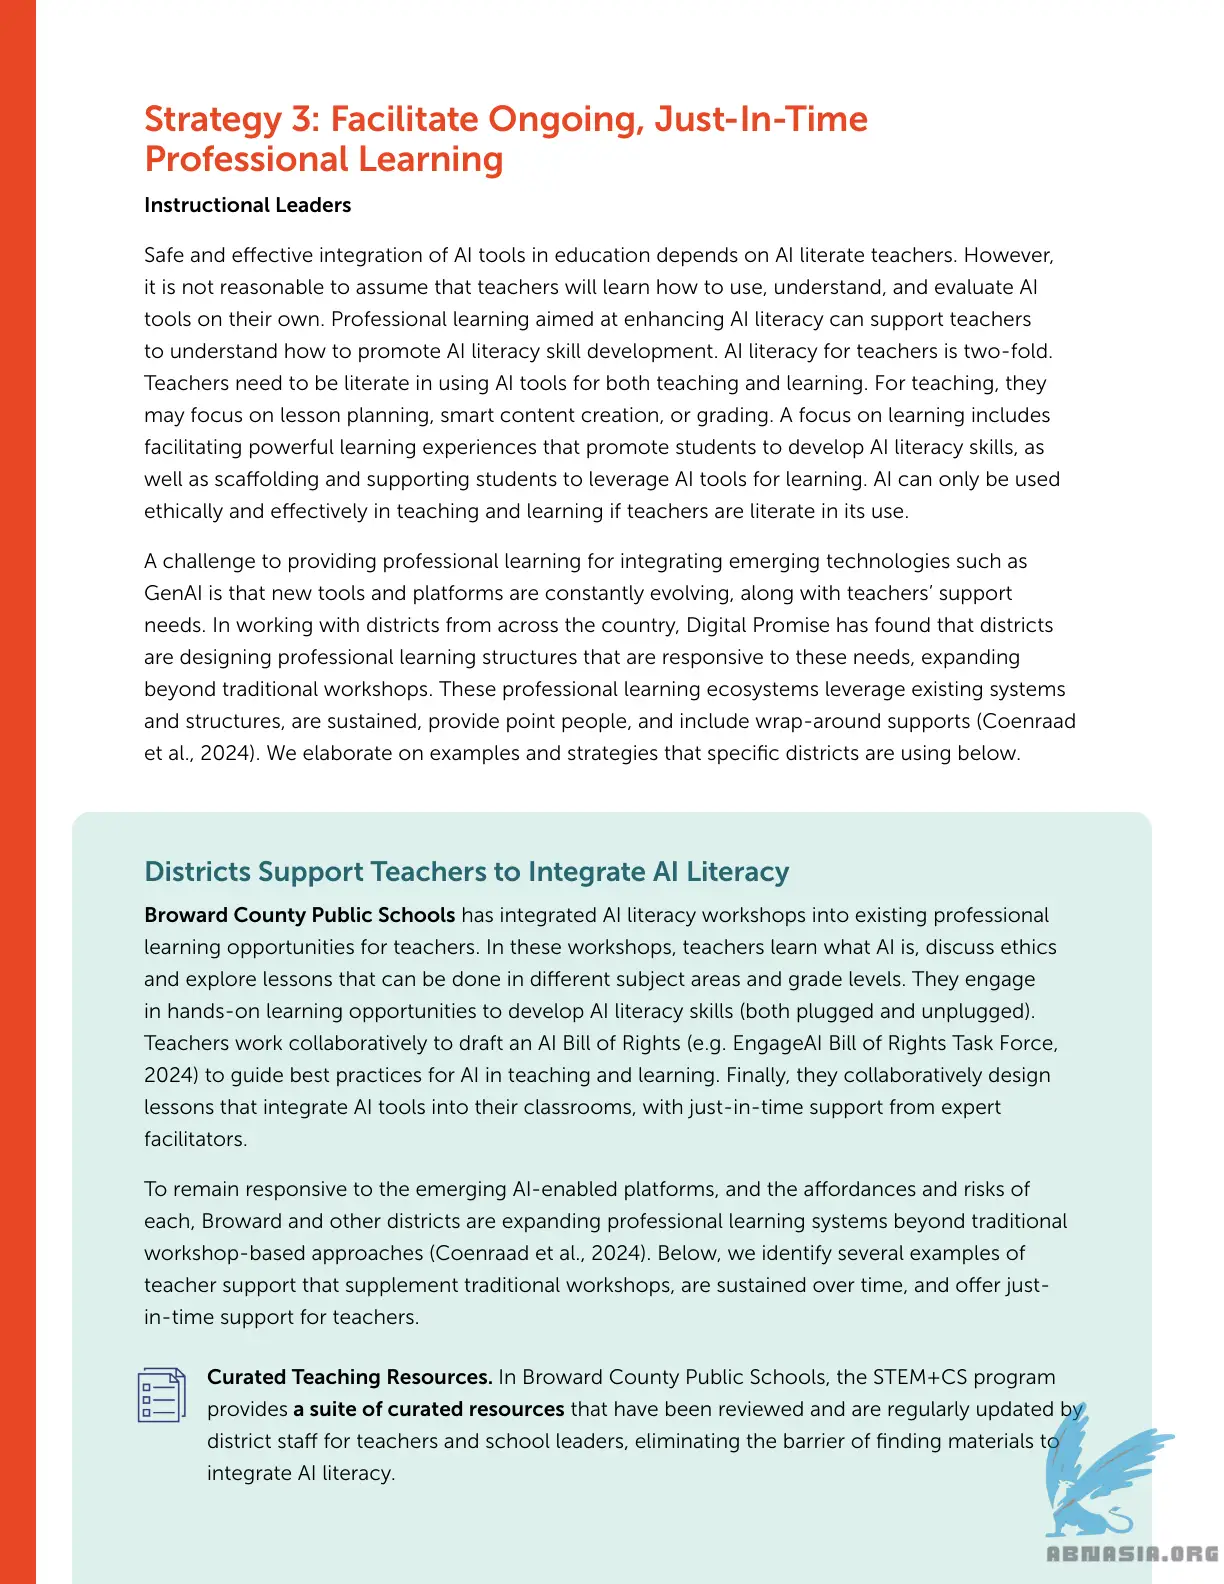 Strategy 3: Facilitate Ongoing, Just-In-Time
Professional Learning
Instructional Leaders
Safe and effective integration of AI tools in education depends on AI literate teachers. However,
it is not reasonable to assume that teachers will learn how to use, understand, and evaluate AI
tools on their own. Professional learning aimed at enhancing AI literacy can support teachers
to understand how to promote AI literacy skill development. AI literacy for teachers is two-fold.
Teachers need to be literate in using AI tools for both teaching and learning. For teaching, they
may focus on lesson planning, smart content creation, or grading. A focus on learning includes
facilitating powerful learning experiences that promote students to develop AI literacy skills, as
well as scaffolding and supporting students to leverage AI tools for learning. AI can only be used
ethically and effectively in teaching and learning if teachers are literate in its use.
A challenge to providing professional learning for integrating emerging technologies such as
GenAI is that new tools and platforms are constantly evolving, along with teachers’ support
needs. In working with districts from across the country, Digital Promise has found that districts
are designing professional learning structures that are responsive to these needs, expanding
beyond traditional workshops. These professional learning ecosystems leverage existing systems
and structures, are sustained, provide point people, and include wrap-around supports (Coenraad
et al., 2024). We elaborate on examples and strategies that specific districts are using below.
Districts Support Teachers to Integrate AI Literacy
Broward County Public Schools has integrated AI literacy workshops into existing professional
learning opportunities for teachers. In these workshops, teachers learn what AI is, discuss ethics
and explore lessons that can be done in different subject areas and grade levels. They engage
in hands-on learning opportunities to develop AI literacy skills (both plugged and unplugged).
Teachers work collaboratively to draft an AI Bill of Rights (e.g. EngageAI Bill of Rights Task Force,
2024) to guide best practices for AI in teaching and learning. Finally, they collaboratively design
lessons that integrate AI tools into their classrooms, with just-in-time support from expert
facilitators.
To remain responsive to the emerging AI-enabled platforms, and the affordances and risks of
each, Broward and other districts are expanding professional learning systems beyond traditional
workshop-based approaches (Coenraad et al., 2024). Below, we identify several examples of
teacher support that supplement traditional workshops, are sustained over time, and offer just-
in-time support for teachers.
Curated Teaching Resources. In Broward County Public Schools, the STEM+CS program
provides a suite of curated resources that have been reviewed and are regularly updated by
district staff for teachers and school leaders, eliminating the barrier of finding materials to
integrate AI literacy.
ABNASIA.ORG